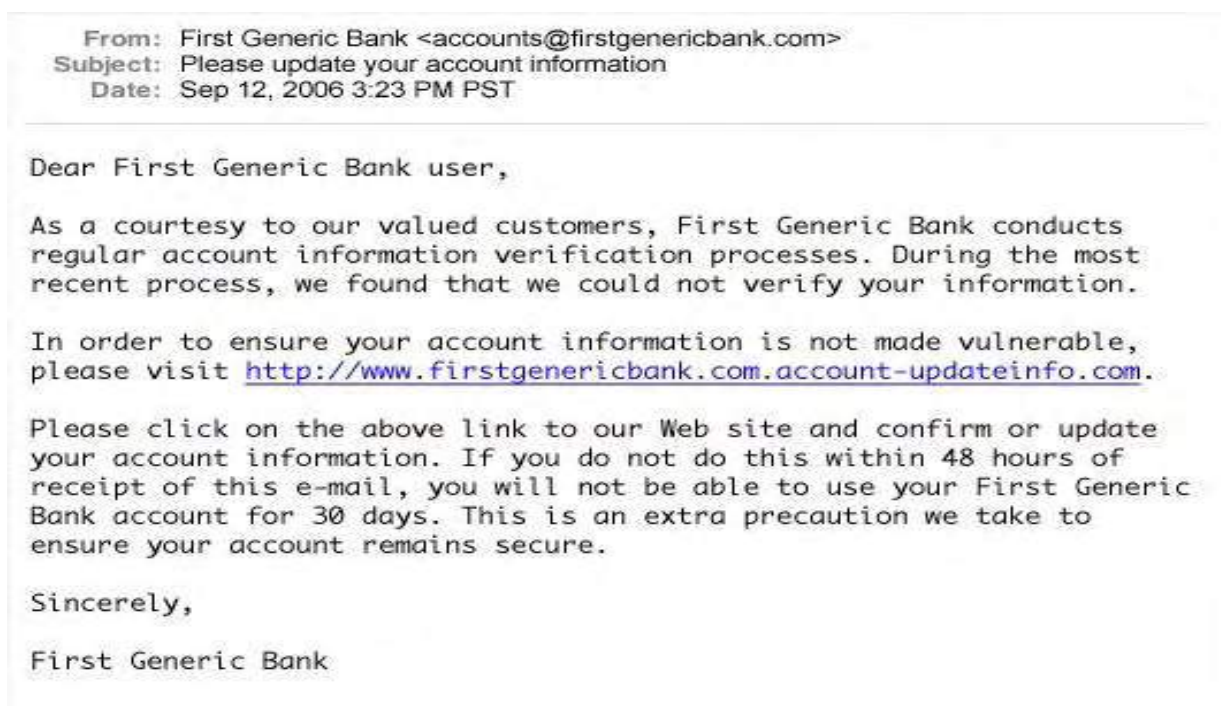 From: First Generic Bank <accounts@firstgenericbank.com>
Subject: Please update your account information
Date: Sep 12, 2006 3:23 PM PST
Dear First Generic Bank user,
As a courtesy to our valued customers, First Generic Bank conducts
regular account information verification processes. During the most
recent process, we found that we could not verify your information.
In order to ensure your account information is not made vulnerable,
please visit http://www.firstgenericbank.com.account-updateinfo.com.
Please click on the above link to our Web site and confirm or update
your account information. If you do not do this within 48 hours of
receipt of this e-mail, you will not be able to use your First Generic
Bank account for 30 days. This is an extra precaution we take to
ensure your account remains secure.
Sincerely,
First Generic Bank